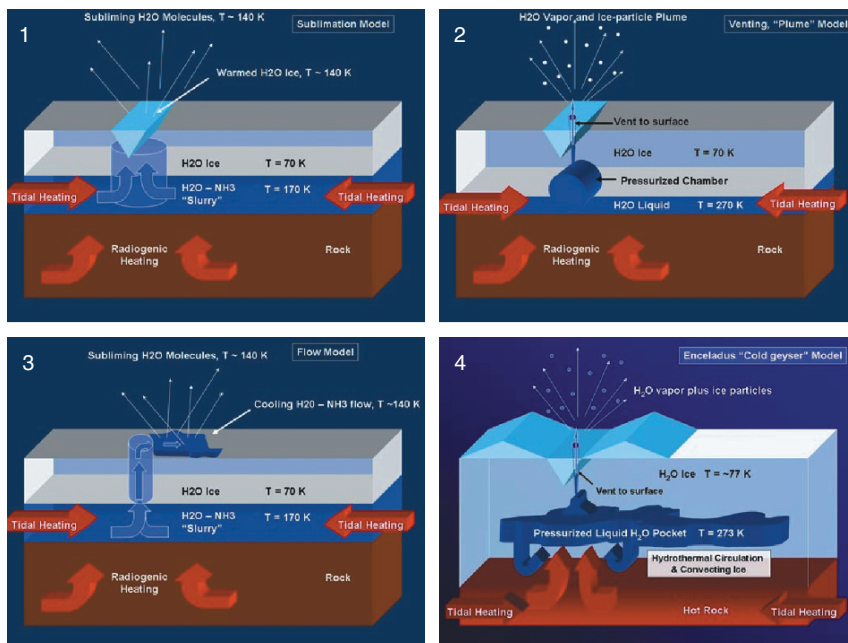 1
Subliming H2O Molecules, T ~ 140 K
Sublimation Model
Warmed H2O Ice, T ~ 140 K
H2O Ice T = 70 K
H2O – NH3 T = 170 K
"Slurry"
Tidal Heating
Tidal Heating
Radiogenic
Heating
Rock
2
H2O Vapor and Ice-particle Plume
Venting, "Plume" Model
Vent to surface
H2O Ice T = 70 K
Pressurized Chamber
Tidal Heating
Tidal Heating
H2O Liquid T = 270 K
Radiogenic
Heating
Rock
3
Subliming H2O Molecules, T ~ 140 K
Flow Model
Cooling H20 – NH3 flow, T ~140 K
H2O Ice T = 70 K
H2O – NH3 T = 170 K
"Slurry"
Tidal Heating
Tidal Heating
Radiogenic
Heating
Rock
4
Enceladus "Cold geyser" Model
H₂O vapor plus ice particles
H₂O Ice T = ~77 K
Vent to surface
Pressurized Liquid H₂O Pocket T = 273 K
Hydrothermal Circulation
& Convecting Ice
Tidal Heating
Hot Rock
Tidal Heating